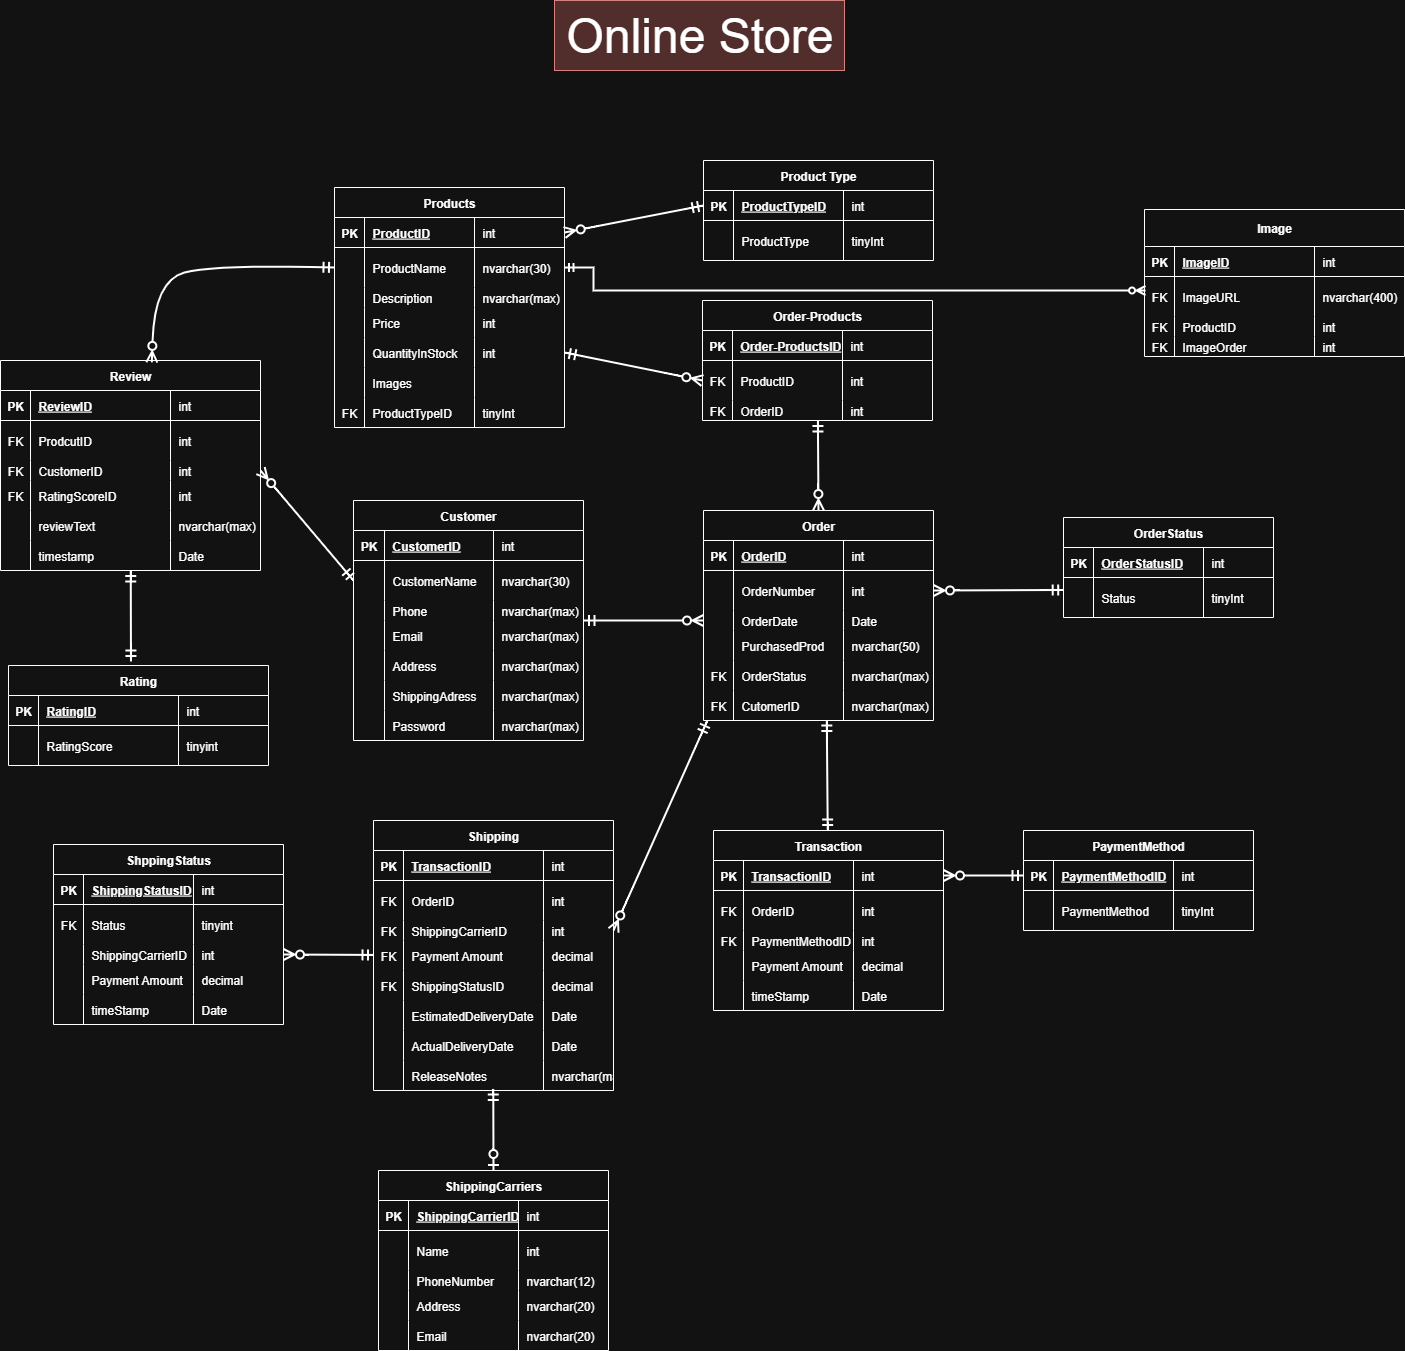 Online Store
Product Type
PK ProductTypeID int
ProductType tinyInt
Products
PK ProductID int
ProductName nvarchar(30)
Description nvarchar(max)
Price int
QuantityInStock int
Images
FK ProductTypeID tinyInt
Image
PK ImageID int
FK ImageURL nvarchar(400)
FK ProductID int
FK ImageOrder int
Order-Products
PK Order-ProductsID int
FK ProductID int
FK OrderID int
Review
PK ReviewID int
FK ProdcutID int
FK CustomerID int
FK RatingScoreID int
reviewText nvarchar(max)
timestamp Date
Customer
PK CustomerID int
CustomerName nvarchar(30)
Phone nvarchar(max)
Email nvarchar(max)
Address nvarchar(max)
ShippingAdress nvarchar(max)
Password nvarchar(max)
Order
PK OrderID int
OrderNumber int
OrderDate Date
PurchasedProd nvarchar(50)
FK OrderStatus nvarchar(max)
FK CutomerID nvarchar(max)
OrderStatus
PK OrderStatusID int
Status tinyInt
Rating
PK RatingID int
RatingScore tinyint
Shipping
PK TransactionID int
FK OrderID int
FK ShippingCarrierID int
FK Payment Amount decimal
FK ShippingStatusID decimal
EstimatedDeliveryDate Date
ActualDeliveryDate Date
ReleaseNotes nvarchar(m
ShppingStatus
PK ShippingStatusID int
FK Status tinyint
ShippingCarrierID int
Payment Amount decimal
timeStamp Date
Transaction
PK TransactionID int
FK OrderID int
FK PaymentMethodID int
Payment Amount decimal
timeStamp Date
PaymentMethod
PK PaymentMethodID int
PaymentMethod tinyInt
ShippingCarriers
PK ShippingCarrierID int
Name int
PhoneNumber nvarchar(12)
Address nvarchar(20)
Email nvarchar(20)